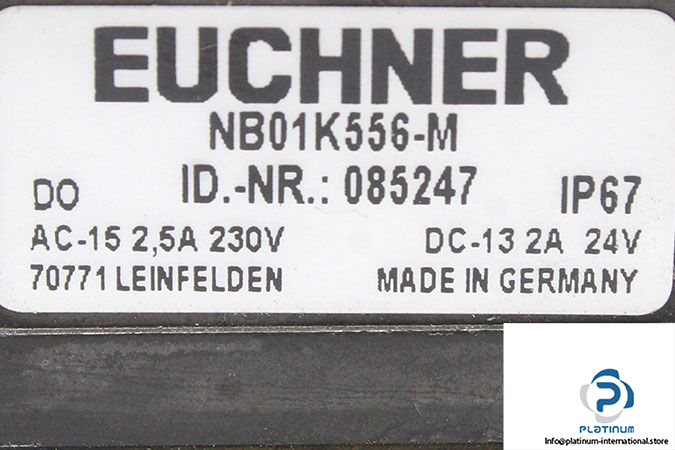 EUCHNER
NB01K556-M
ID.-NR.: 085247
DO IP67
AC-15 2,5A 230V DC-13 2A 24V
70771 LEINFELDEN MADE IN GERMANY
PLATINUM
Info@platinum-international.store